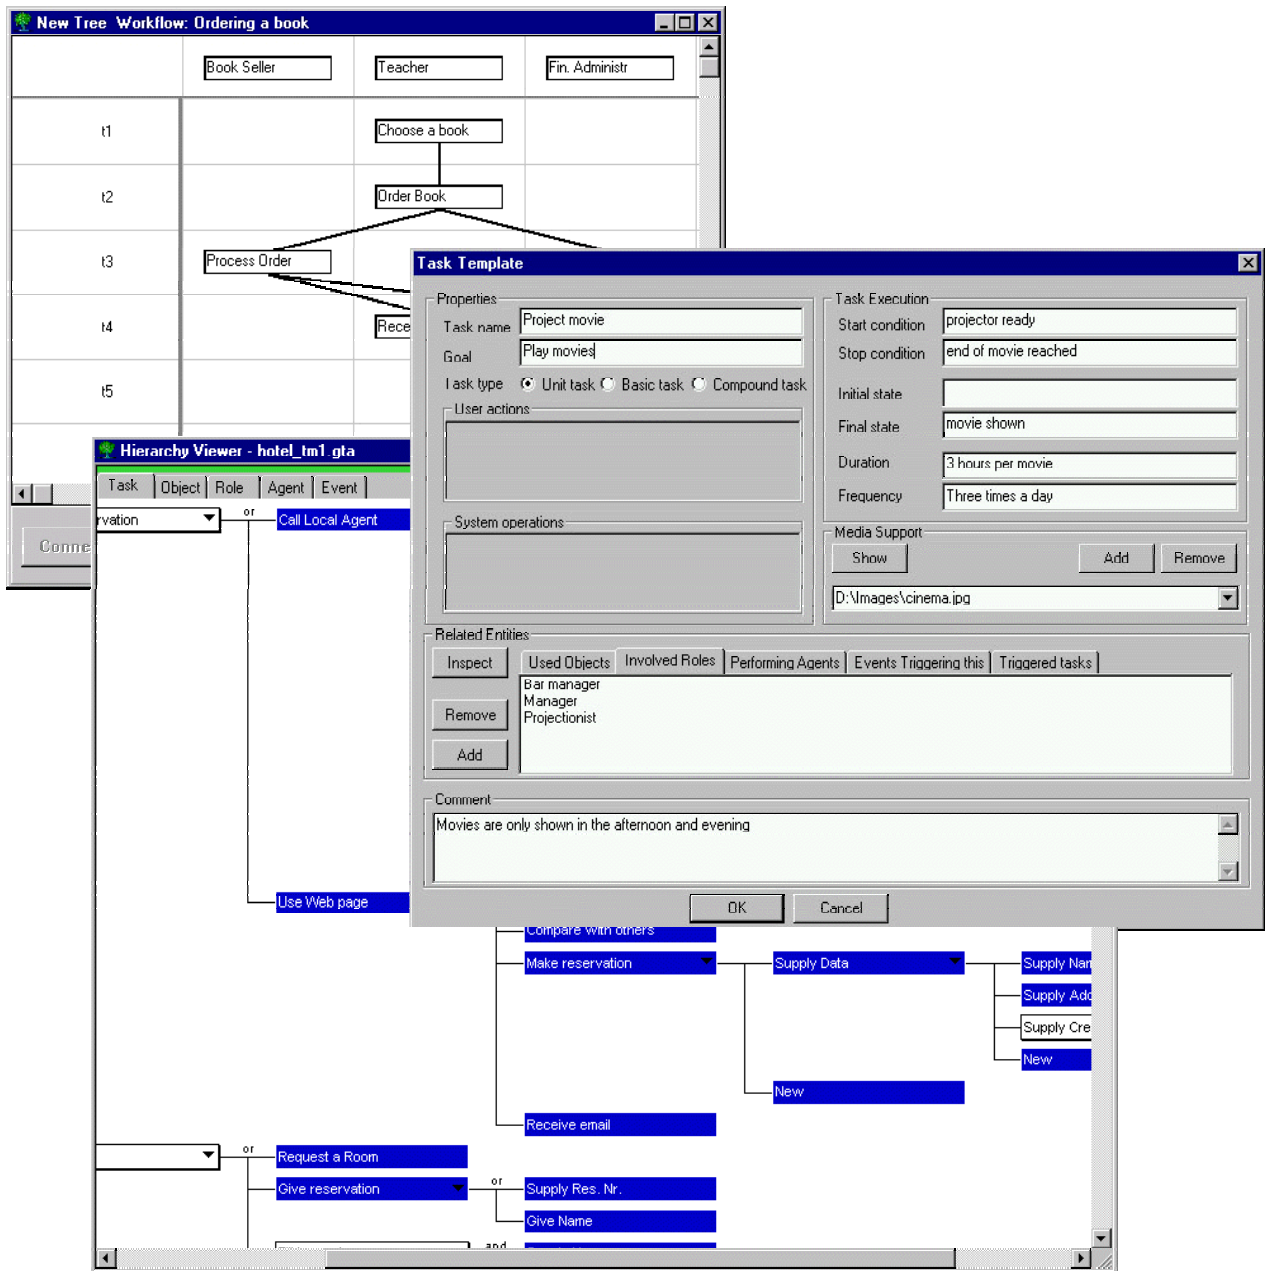 New Tree Workflow: Ordering a book
Book Seller
Teacher
Fin. Administr
t1
Choose a book
t2
Order Book
t3
Process Order
t4
Rece
t5
Conne
Task Template
Properties
Task name
Project movie
Goal
Play movies
Task type
Unit task
Basic task
Compound task
User actions
System operations
Task Execution
Start condition
projector ready
Stop condition
end of movie reached
Initial state
Final state
movie shown
Duration
3 hours per movie
Frequency
Three times a day
Media Support
Show
Add
Remove
D:\Images\cinema.jpg
Related Entities
Inspect
Remove
Add
Used Objects
Involved Roles
Performing Agents
Events Triggering this
Triggered tasks
Bar manager
Manager
Projectionist
Comment
Movies are only shown in the afternoon and evening
OK
Cancel
Hierarchy Viewer - hotel_tm1.gta
Task
Object
Role
Agent
Event
rvation
or
Call Local Agent
Use Web page
Compare With others
Make reservation
Supply Data
Supply Nam
Supply Add
Supply Cre
New
New
Receive email
or
Request a Room
Give reservation
or
Supply Res. Nr.
Give Name
and